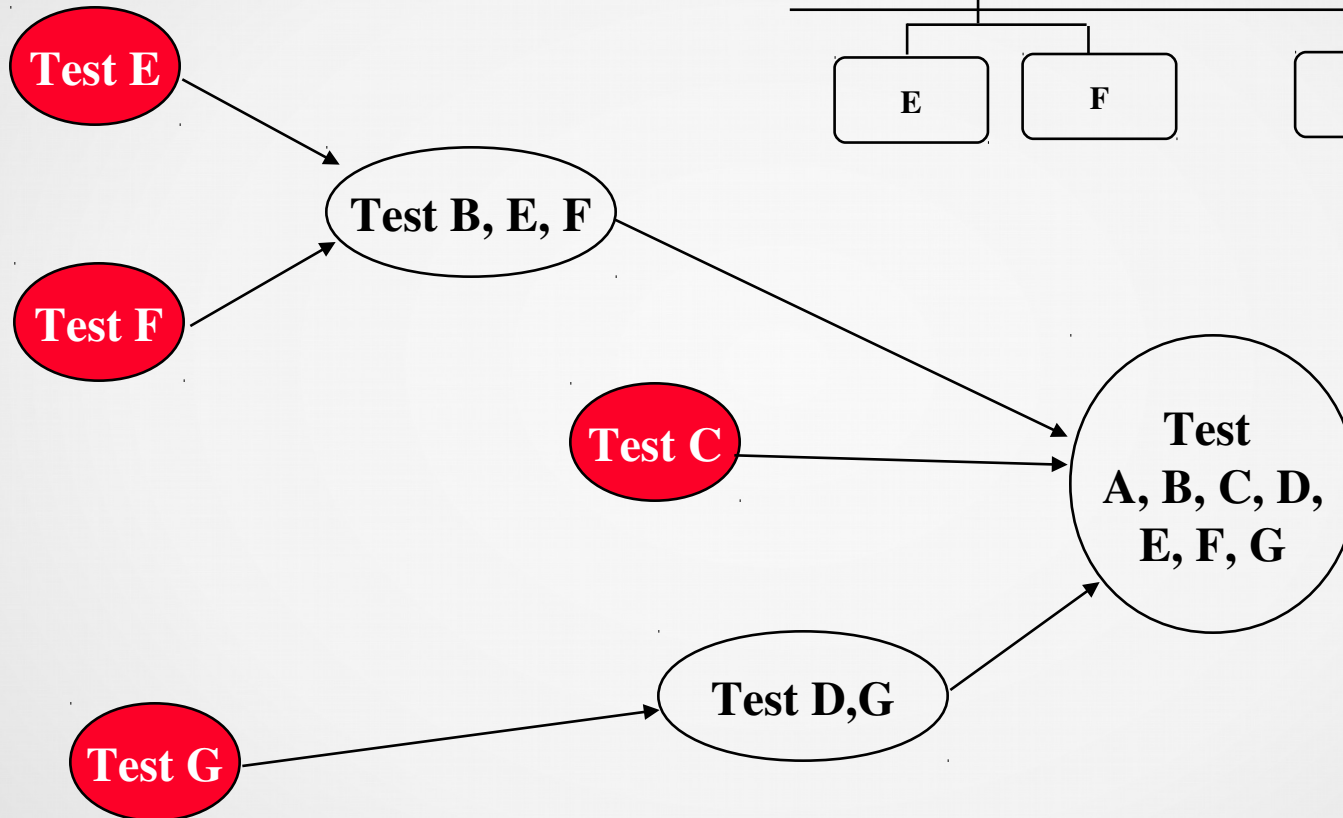 Test E
E
F
Test B, E, F
Test F
Test C
Test
A, B, C, D,
E, F, G
Test D,G
Test G